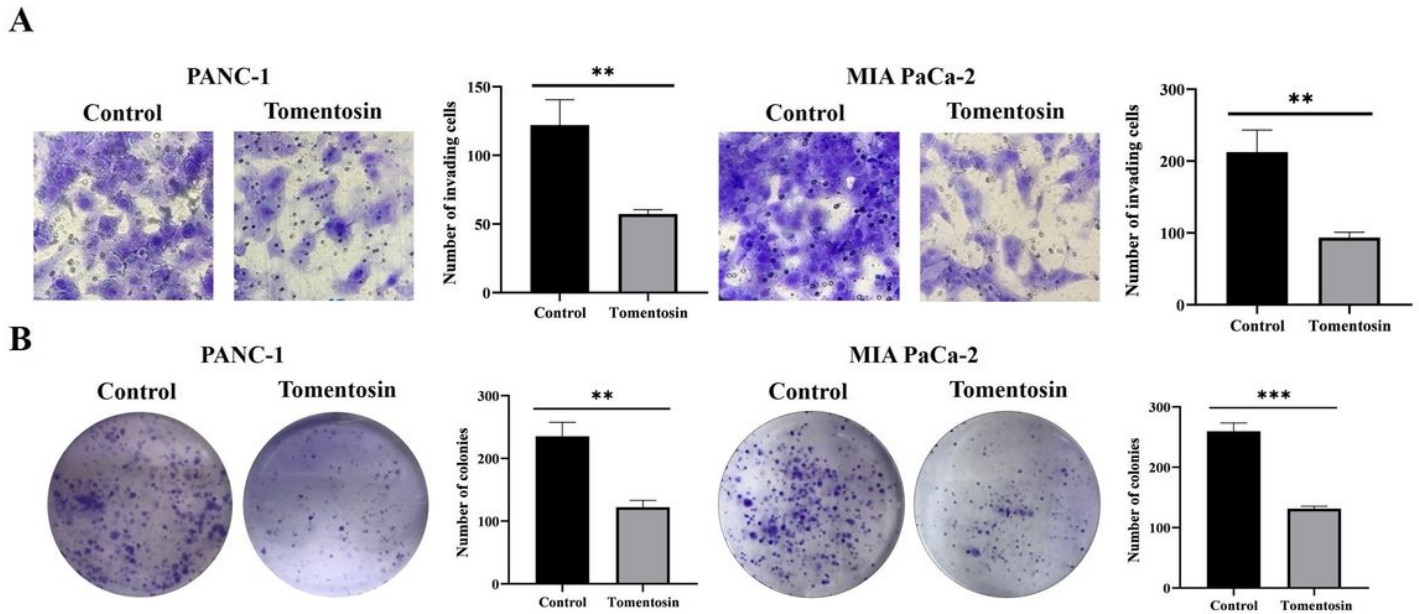 A
PANC-1
Control Tomentosin
Number of invading cells
150
100
50
0
**
Control Tomentosin
MIA PaCa-2
Control Tomentosin
Number of invading cells
300
200
100
0
**
Control Tomentosin
B
PANC-1
Control Tomentosin
Number of colonies
300
200
100
0
**
Control Tomentosin
MIA PaCa-2
Control Tomentosin
Number of colonies
300
200
100
0
***
Control Tomentosin